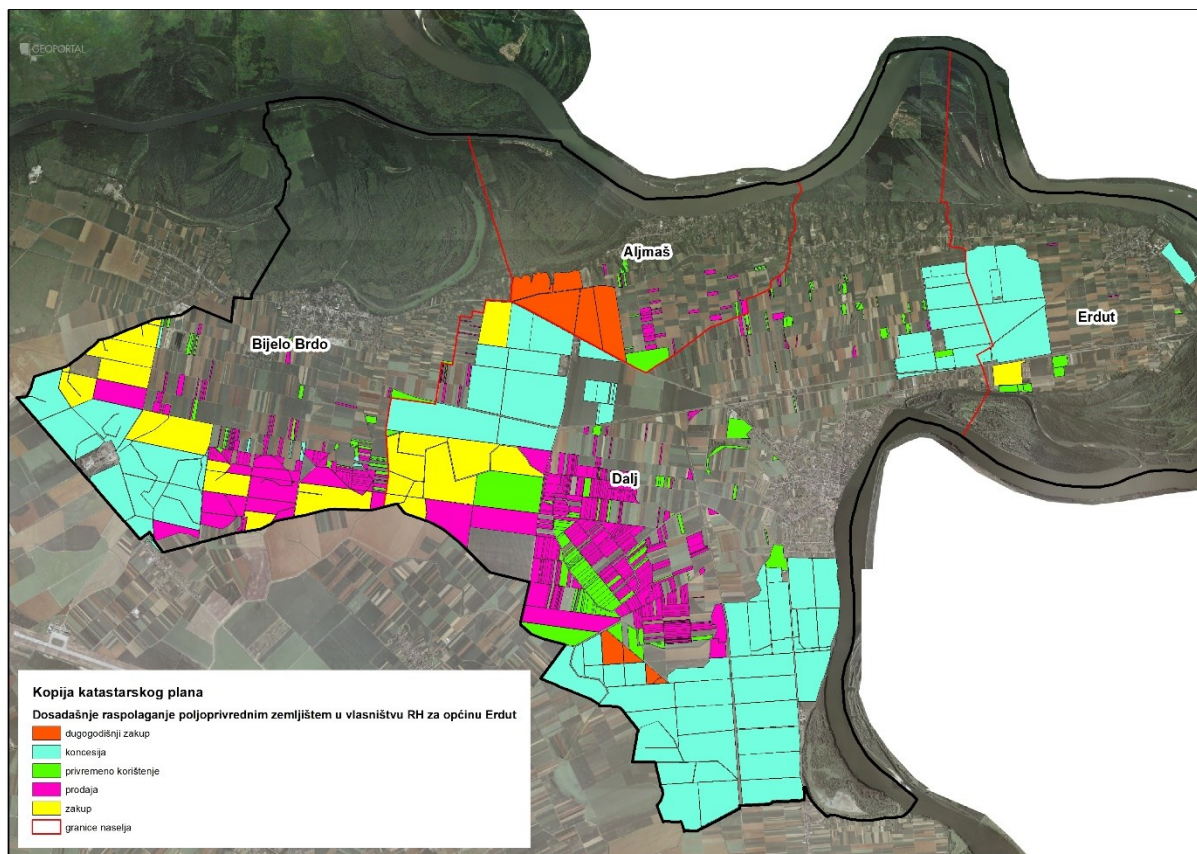 GEOPORTAL
Aljmaš
Erdut
Bijelo Brdo
Dalj
Kopija katastarskog plana
Dosadašnje raspolaganje poljoprivrednim zemljištem u vlasništvu RH za općinu Erdut
dugogodišnji zakup
koncesija
privremeno korištenje
prodaja
zakup
granice naselja